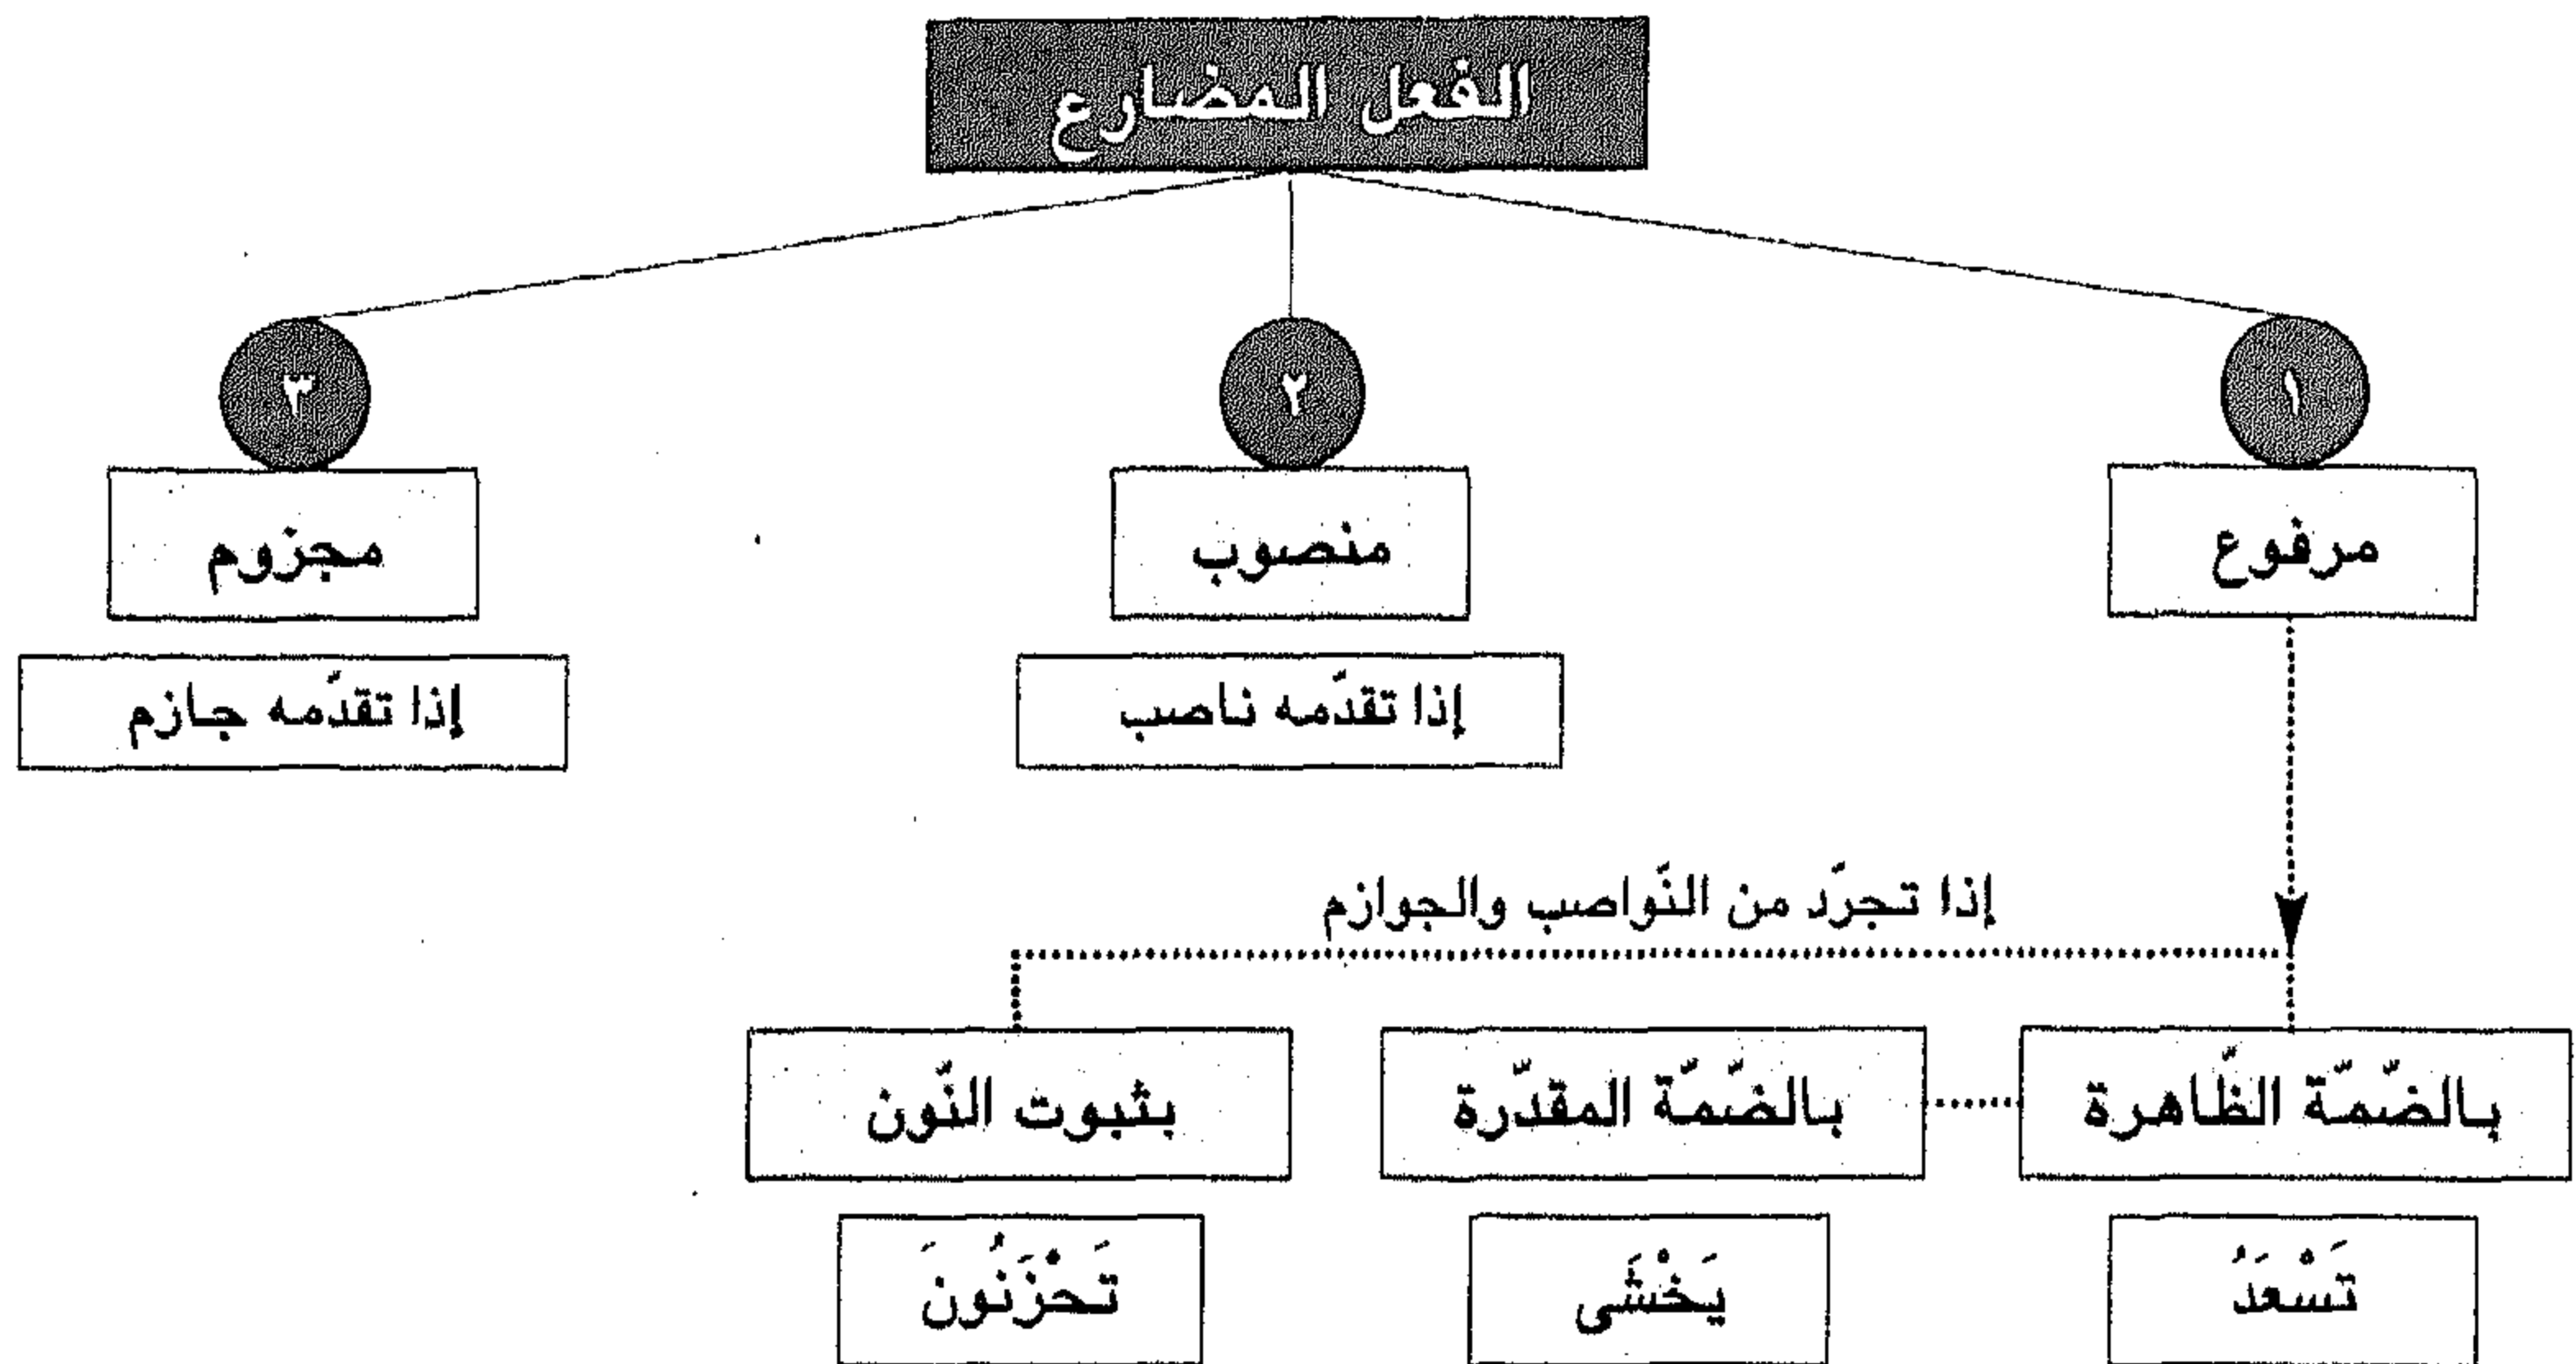 الفعل المضارع
١
٢
٣
مرفوع
منصوب
مجزوم
إذا تقدّمه ناصب
إذا تقدّمه جازم
إذا تجرّد من النّواصب والجوازم
بالضّمّة الظّاهرة
بالضّمّة المقدّرة
بثبوت النّون
تَسْعَدُ
يَخْشَى
تَحْزَنُونَ